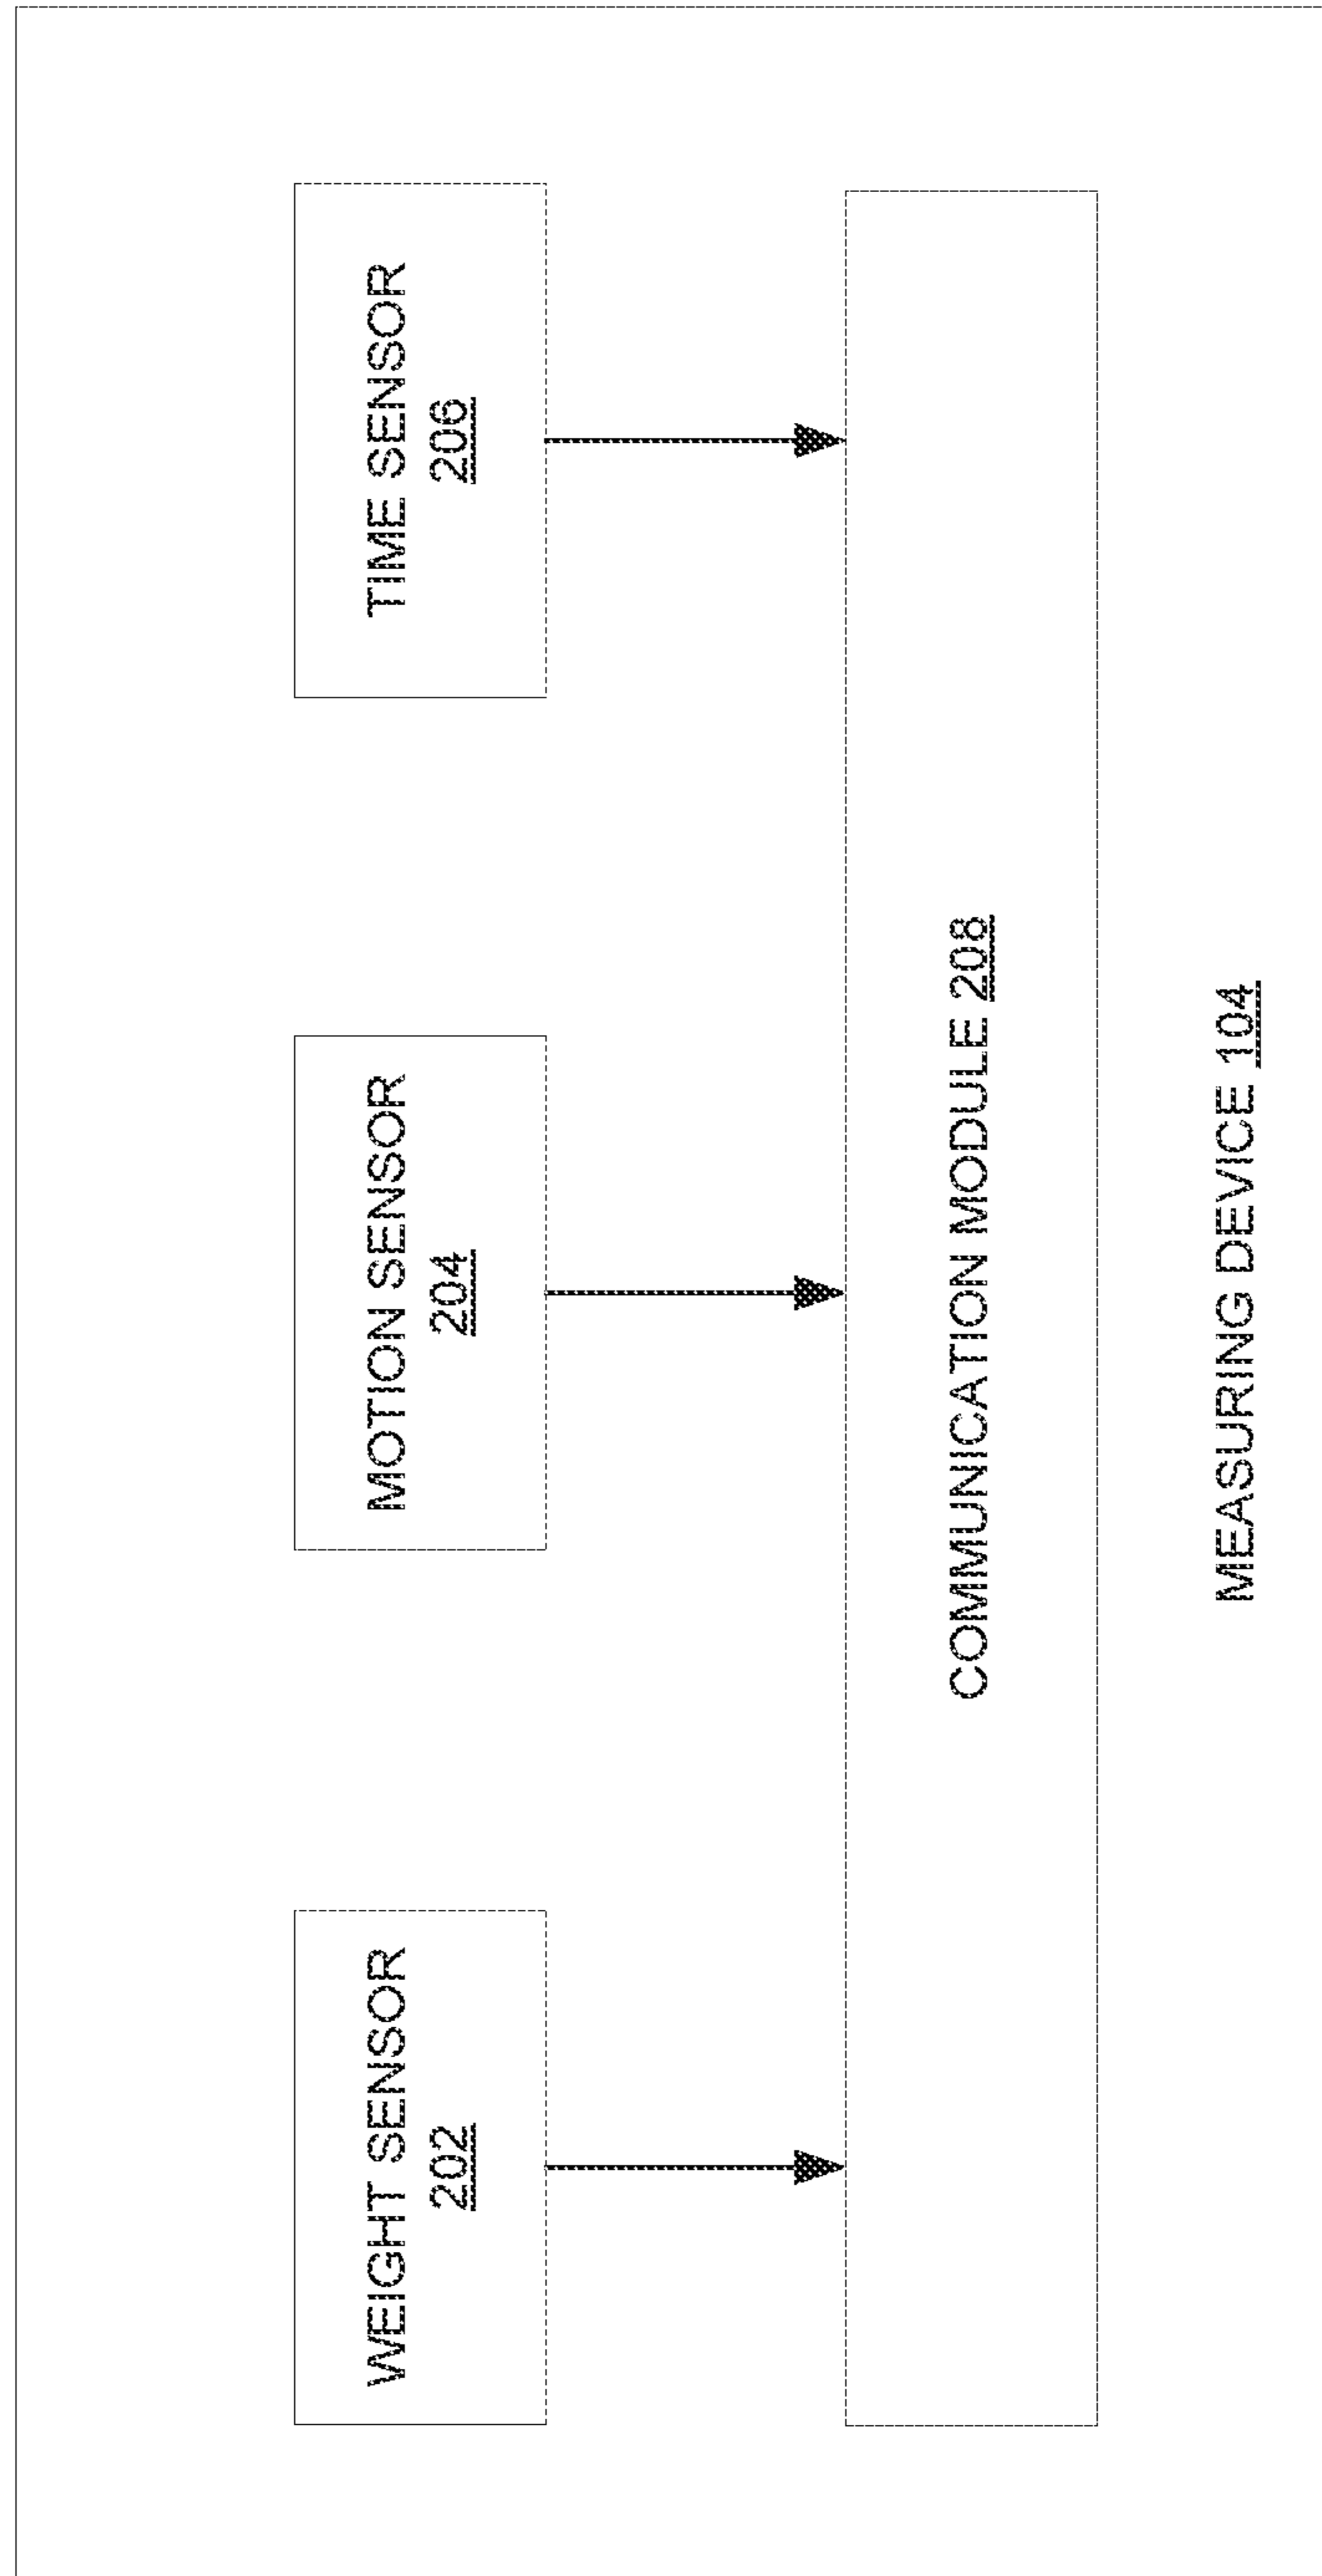 WEIGHT SENSOR
202
MOTION SENSOR
204
TIME SENSOR
206
COMMUNICATION MODULE 208
MEASURING DEVICE 104